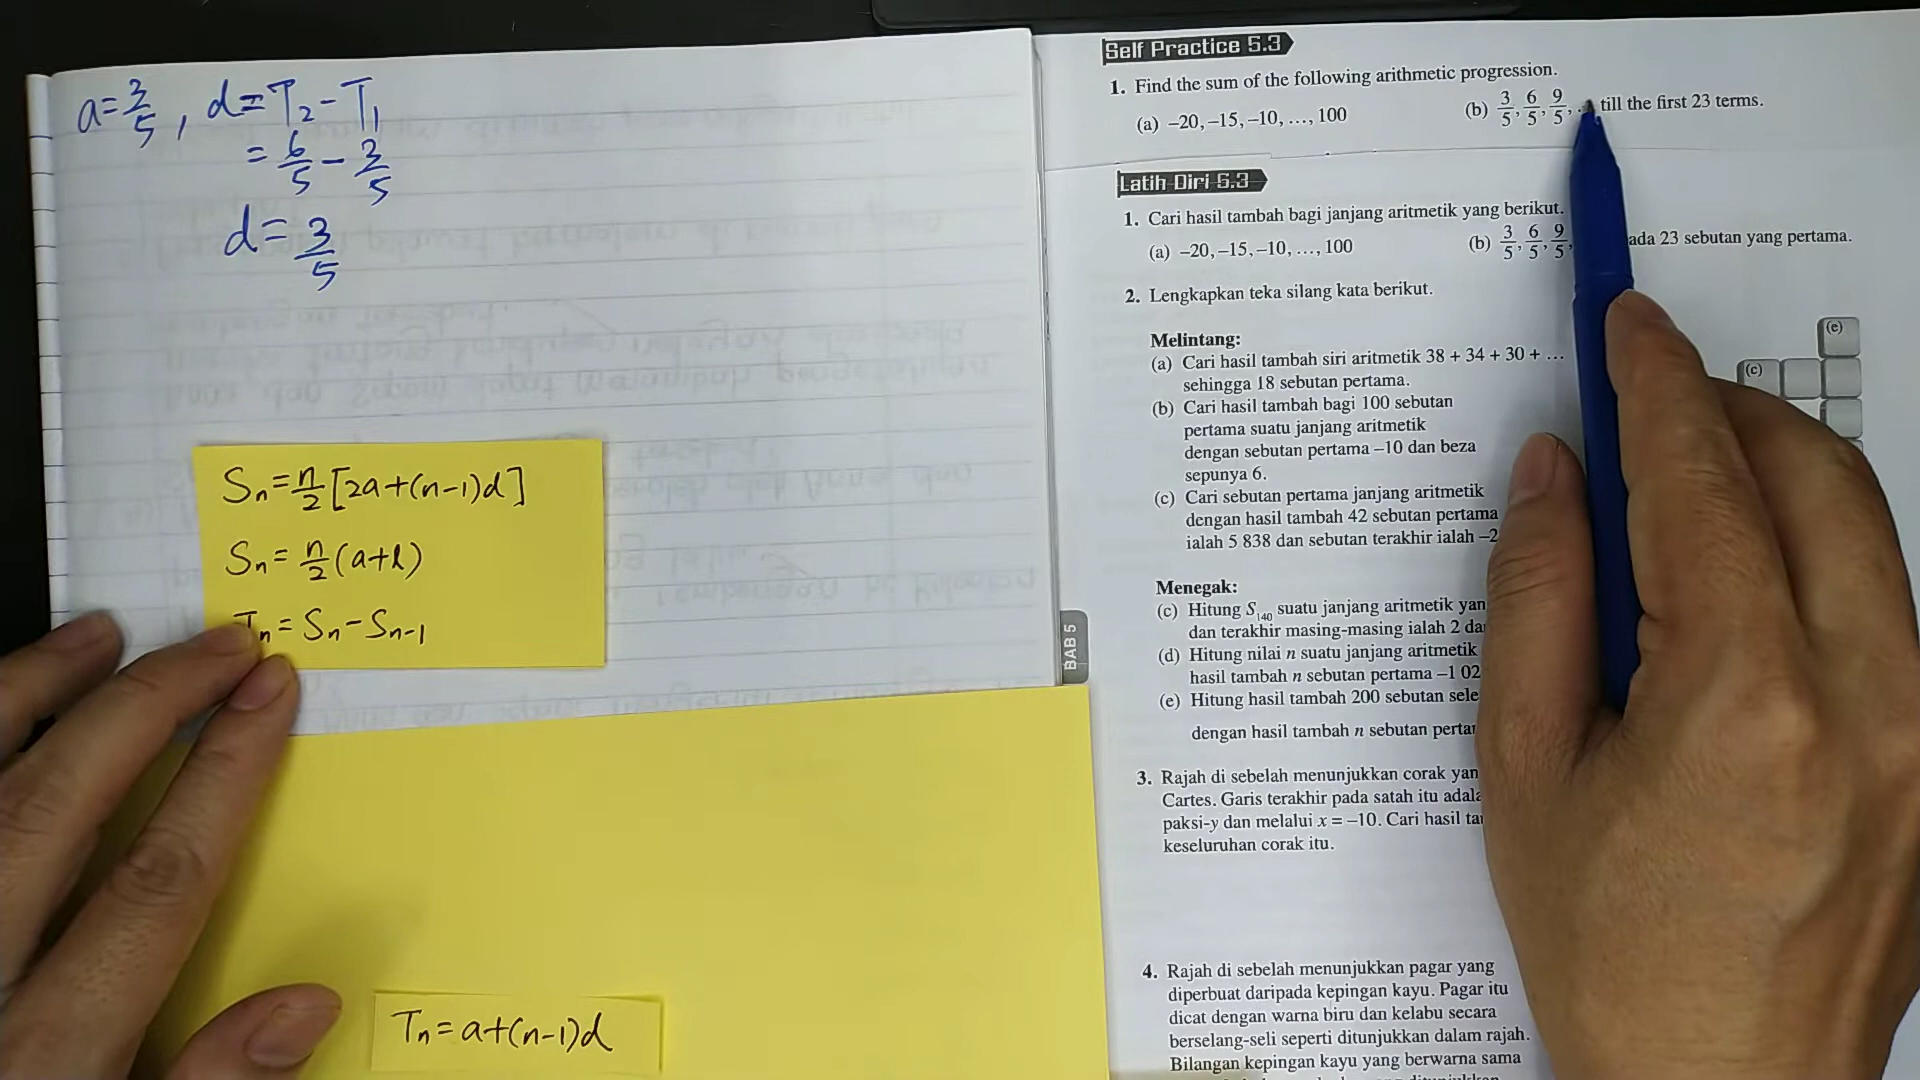 a = 3/5, d = T₂ - T₁
= 6/5 - 3/5
d = 3/5
Sₙ = n/2 [2a+(n-1)d]
Sₙ = n/2 (a+l)
Tₙ = Sₙ - Sₙ₋₁
Tₙ = a+(n-1)d
Self Practice 5.3
1. Find the sum of the following arithmetic progression.
(a) –20, –15, –10, …, 100
(b) 3/5, 6/5, 9/5, till the first 23 terms.
Latih Diri 5.3
1. Cari hasil tambah bagi janjang aritmetik yang berikut.
(a) –20, –15, –10, …, 100
(b) 3/5, 6/5, 9/5, 23 sebutan yang pertama.
2. Lengkapkan teka silang kata berikut.
Melintang:
(a) Cari hasil tambah siri aritmetik 38 + 34 + 30 + …
sehingga 18 sebutan pertama.
(b) Cari hasil tambah bagi 100 sebutan
pertama suatu janjang aritmetik
dengan sebutan pertama –10 dan beza
sepunya 6.
(c) Cari sebutan pertama janjang aritmetik
dengan hasil tambah 42 sebutan pertama
ialah 5 838 dan sebutan terakhir ialah –2
Menegak:
(c) Hitung S₁₄₀ suatu janjang aritmetik
dan terakhir masing-masing ialah 2
(d) Hitung nilai n suatu janjang aritmetik
hasil tambah n sebutan pertama –1 02
(e) Hitung hasil tambah 200 sebutan
dengan hasil tambah n sebutan
3. Rajah di sebelah menunjukkan corak
Cartes. Garis terakhir pada satah itu
paksi-y dan melalui x = –10. Cari hasil
keseluruhan corak itu.
4. Rajah di sebelah menunjukkan pagar yang
diperbuat daripada kepingan kayu. Pagar itu
dicat dengan warna biru dan kelabu secara
berselang-seli seperti ditunjukkan dalam rajah.
Bilangan kepingan kayu yang berwarna sama
(e)
(c)
BAB 5